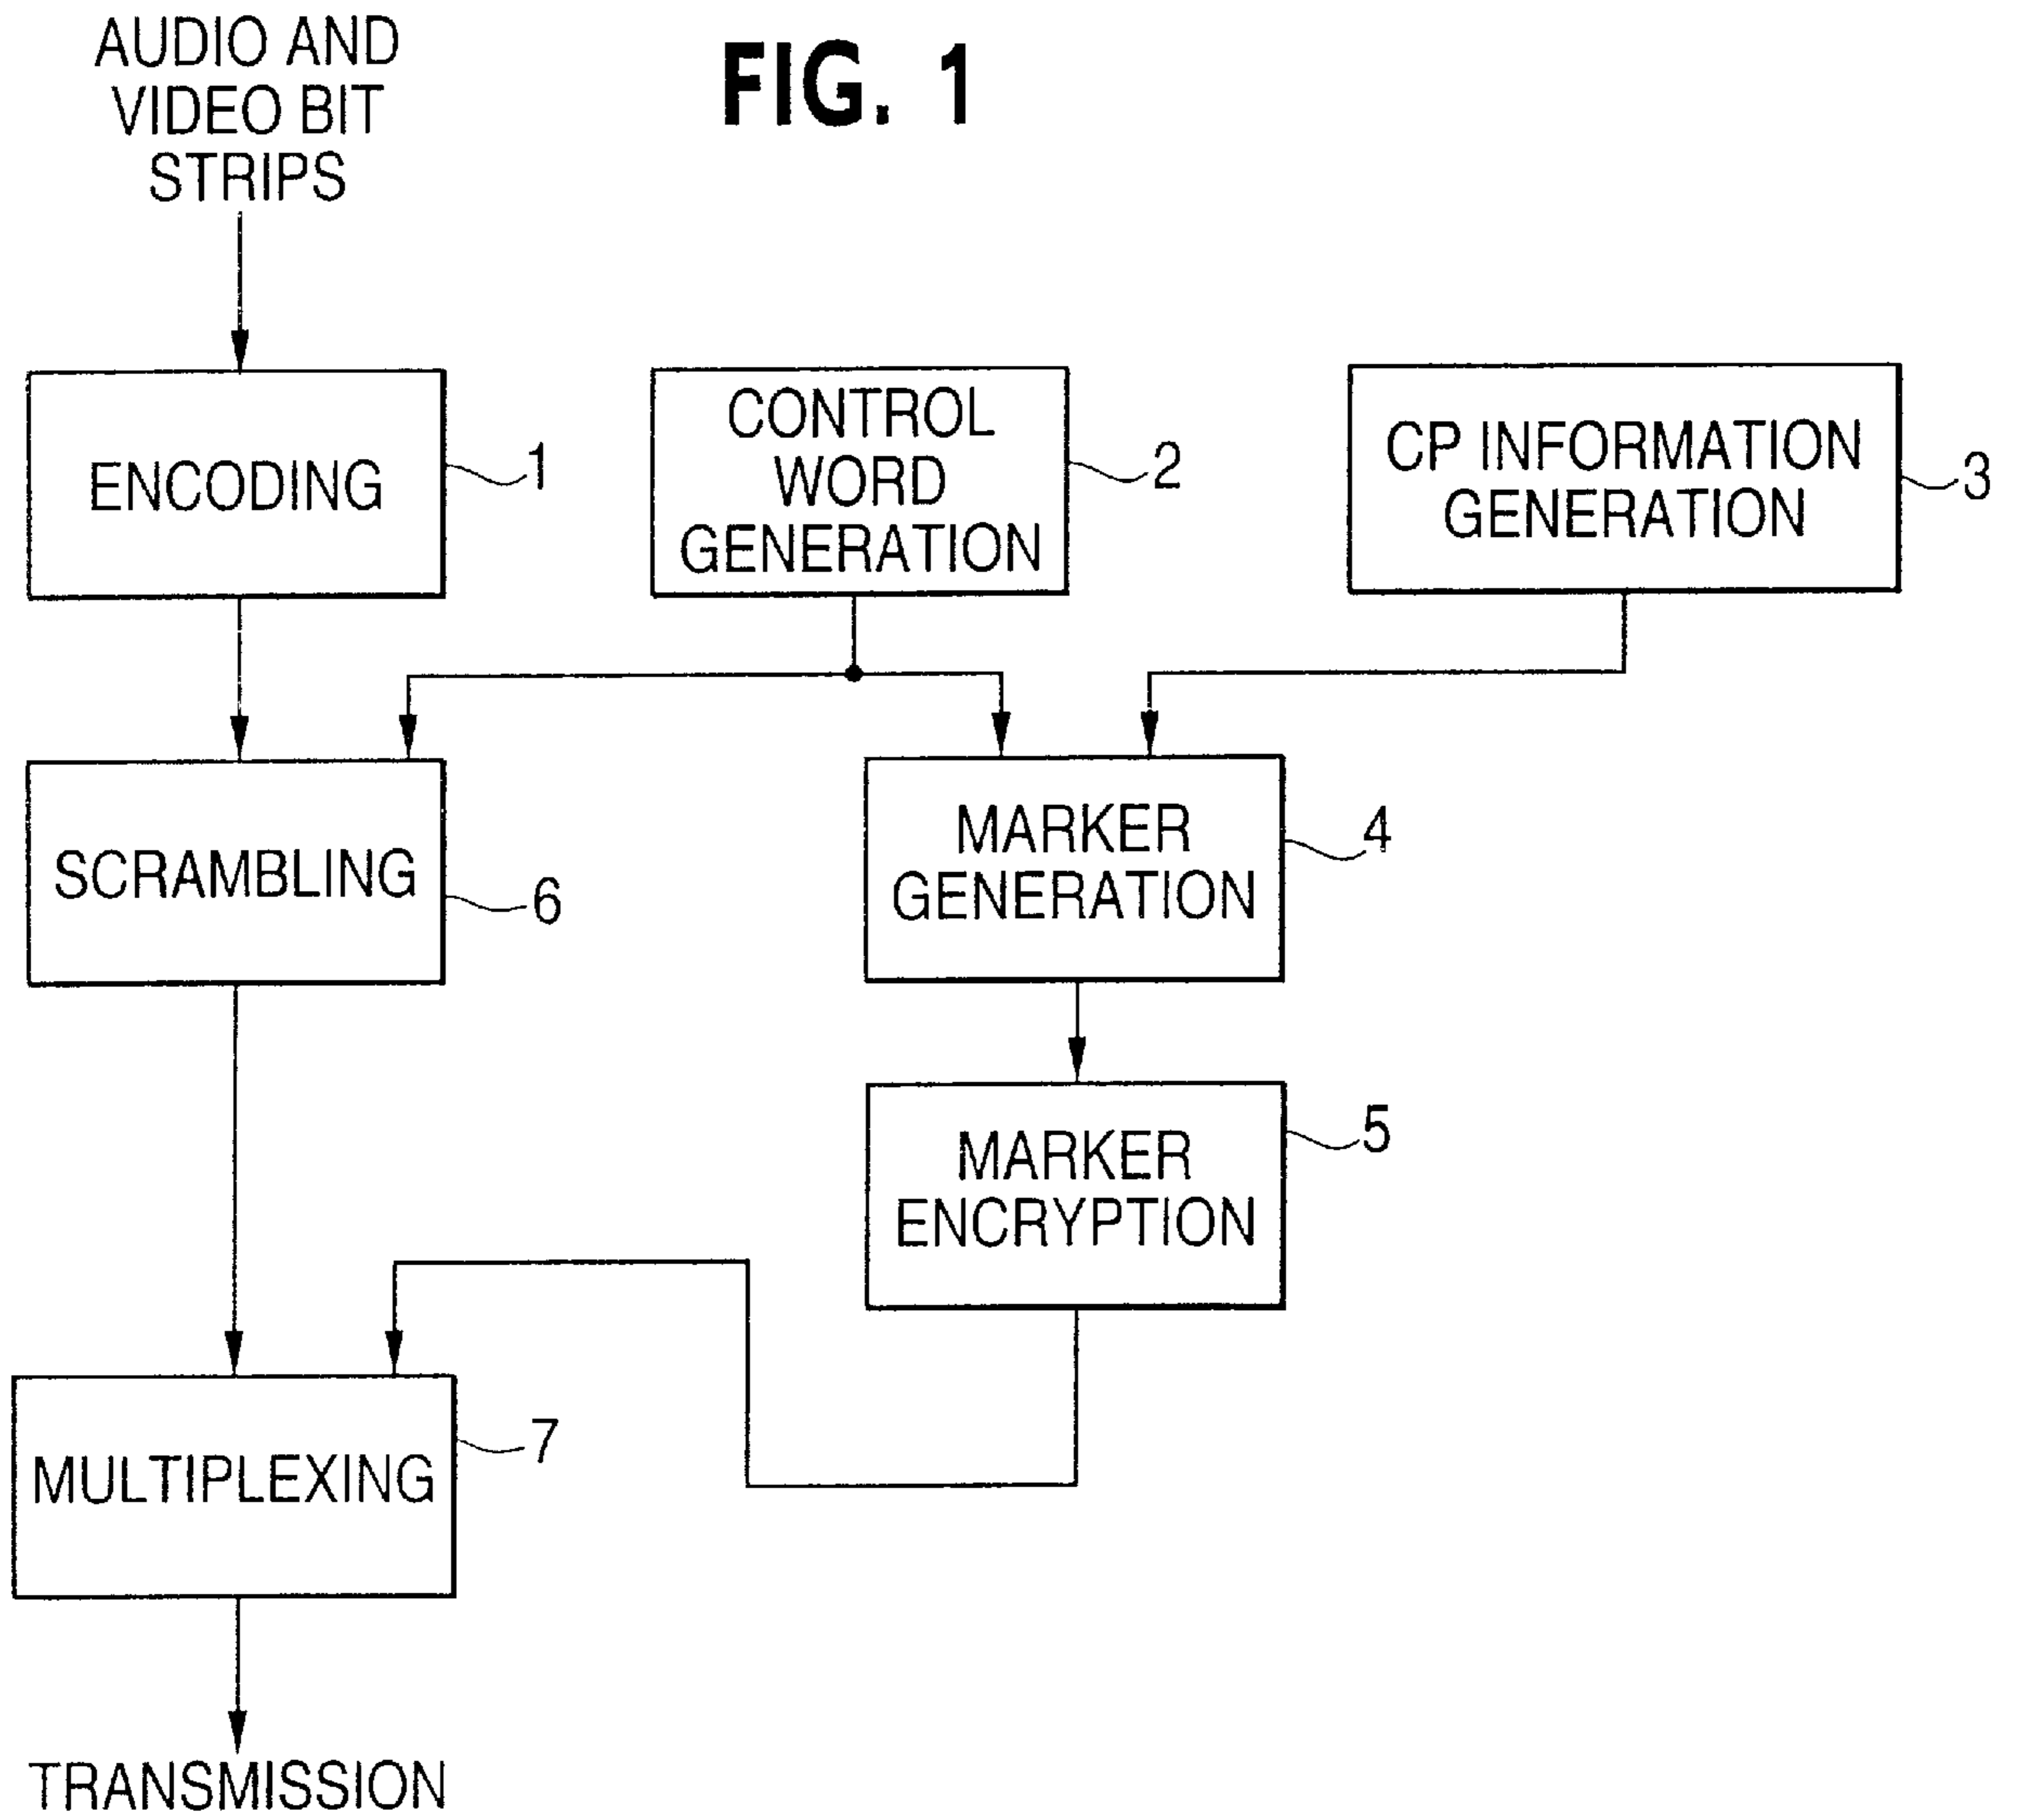 AUDIO AND
VIDEO BIT
STRIPS
FIG. 1
ENCODING
1
CONTROL
WORD
GENERATION
2
CP INFORMATION
GENERATION
3
SCRAMBLING
6
MARKER
GENERATION
4
MARKER
ENCRYPTION
5
MULTIPLEXING
7
TRANSMISSION